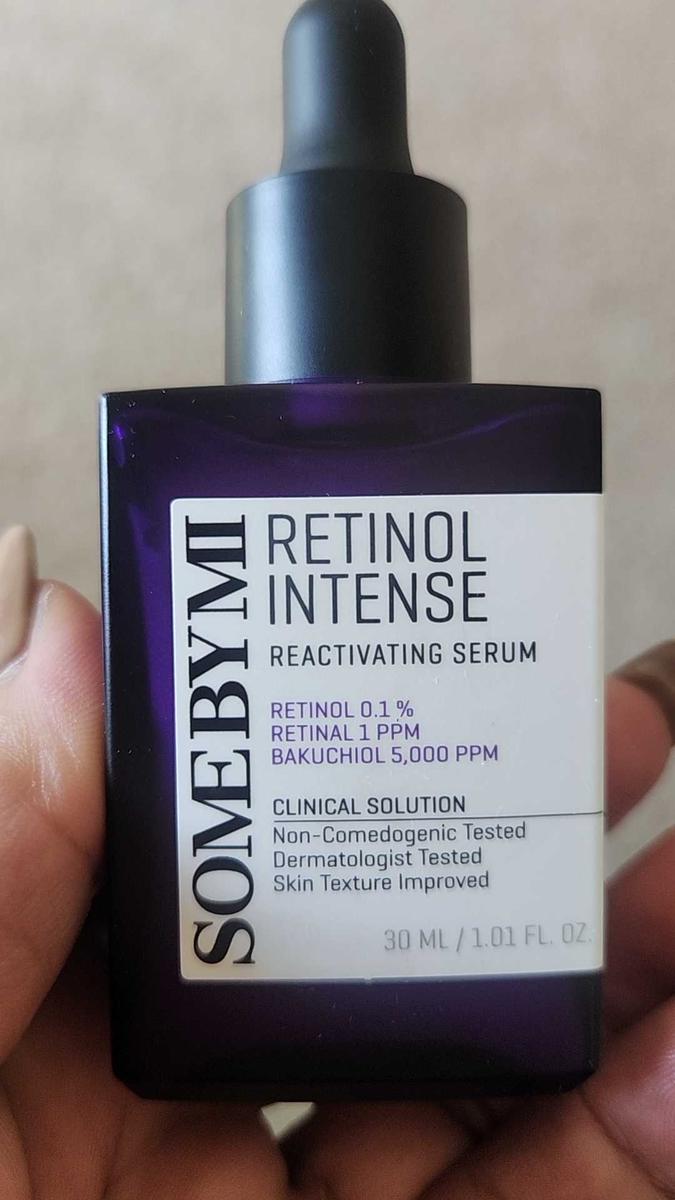 SOMEBYMI
RETINOL
INTENSE
REACTIVATING SERUM
RETINOL 0.1 %
RETINAL 1 PPM
BAKUCHIOL 5,000 PPM
CLINICAL SOLUTION
Non-Comedogenic Tested
Dermatologist Tested
Skin Texture Improved
30 ML / 1.01 FL. OZ.